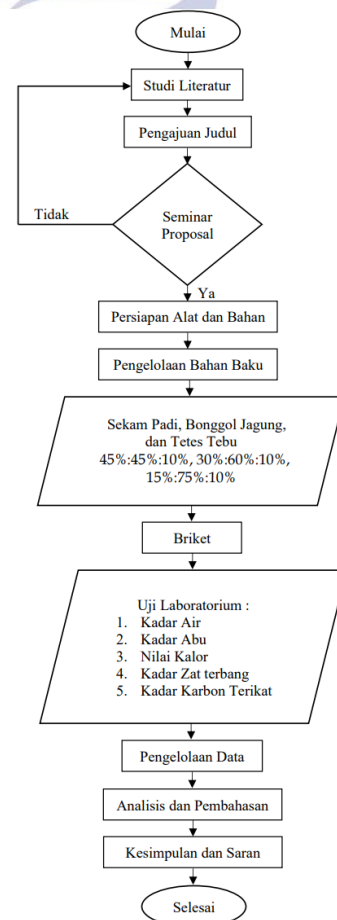 Mulai
Studi Literatur
Pengajuan Judul
Tidak
Seminar
Proposal
Ya
Persiapan Alat dan Bahan
Pengelolaan Bahan Baku
Sekam Padi, Bonggol Jagung,
dan Tetes Tebu
45%:45%:10%, 30%:60%:10%,
15%:75%:10%
Briket
Uji Laboratorium :
1. Kadar Air
2. Kadar Abu
3. Nilai Kalor
4. Kadar Zat terbang
5. Kadar Karbon Terikat
Pengelolaan Data
Analisis dan Pembahasan
Kesimpulan dan Saran
Selesai